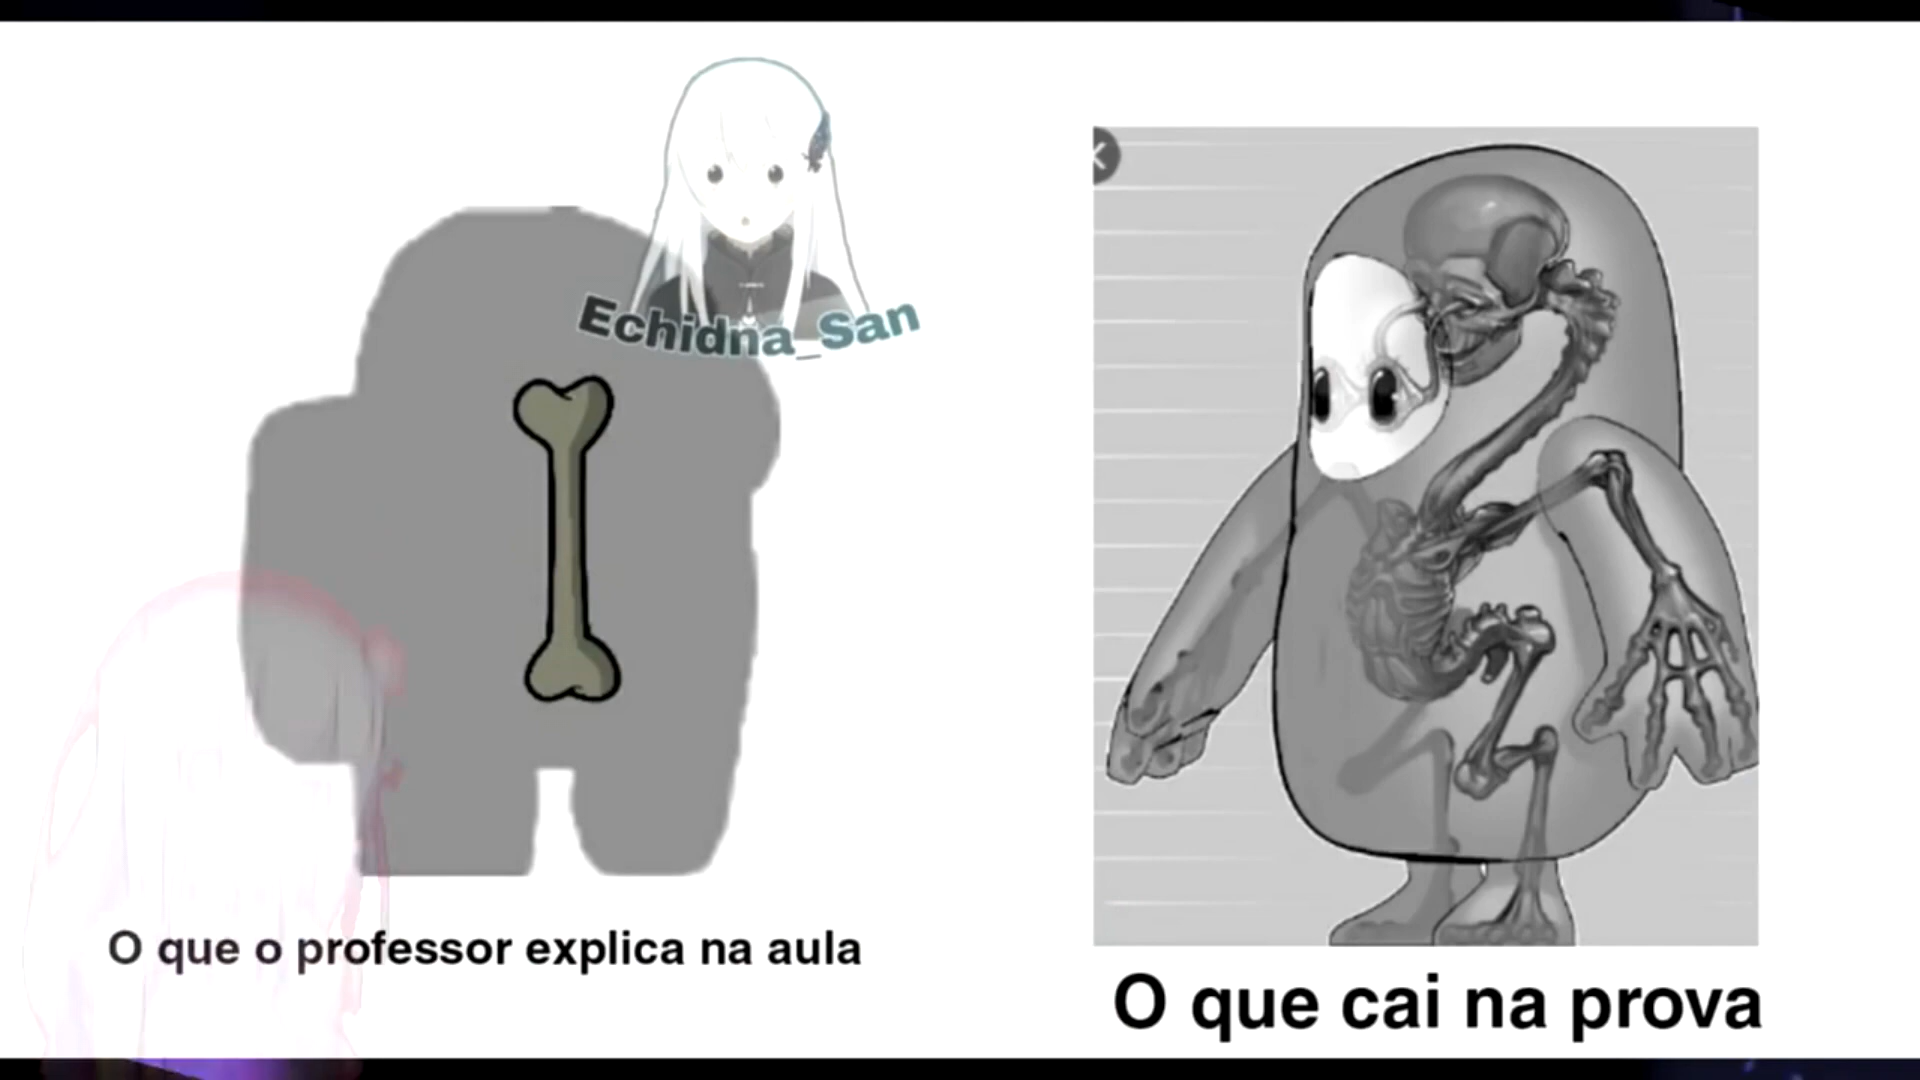 Echidna_San
O que o professor explica na aula
O que cai na prova